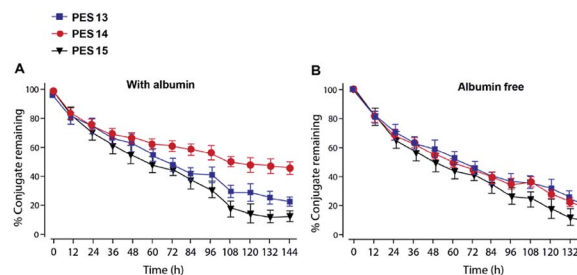 PES 13
PES 14
PES 15
A
With albumin
% Conjugate remaining
100
80
60
40
20
0
0 12 24 36 48 60 72 84 96 108 120 132 144
Time (h)
B
Albumin free
% Conjugate remaining
100
80
60
40
20
0
0 12 24 36 48 60 72 84 96 108 120 132
Time (h)